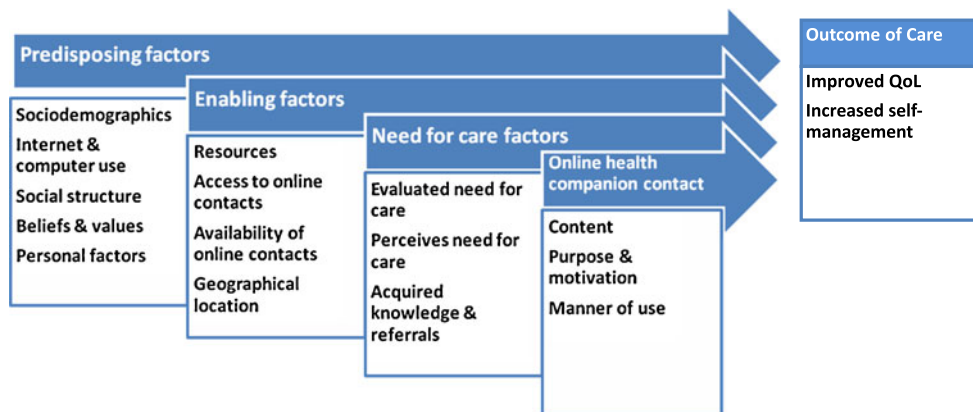 Predisposing factors
Sociodemographics
Internet &
computer use
Social structure
Beliefs & values
Personal factors
Enabling factors
Resources
Access to online
contacts
Availability of
online contacts
Geographical
location
Need for care factors
Evaluated need for
care
Perceives need for
care
Acquired
knowledge &
referrals
Online health
companion contact
Content
Purpose &
motivation
Manner of use
Outcome of Care
Improved QoL
Increased self-
management